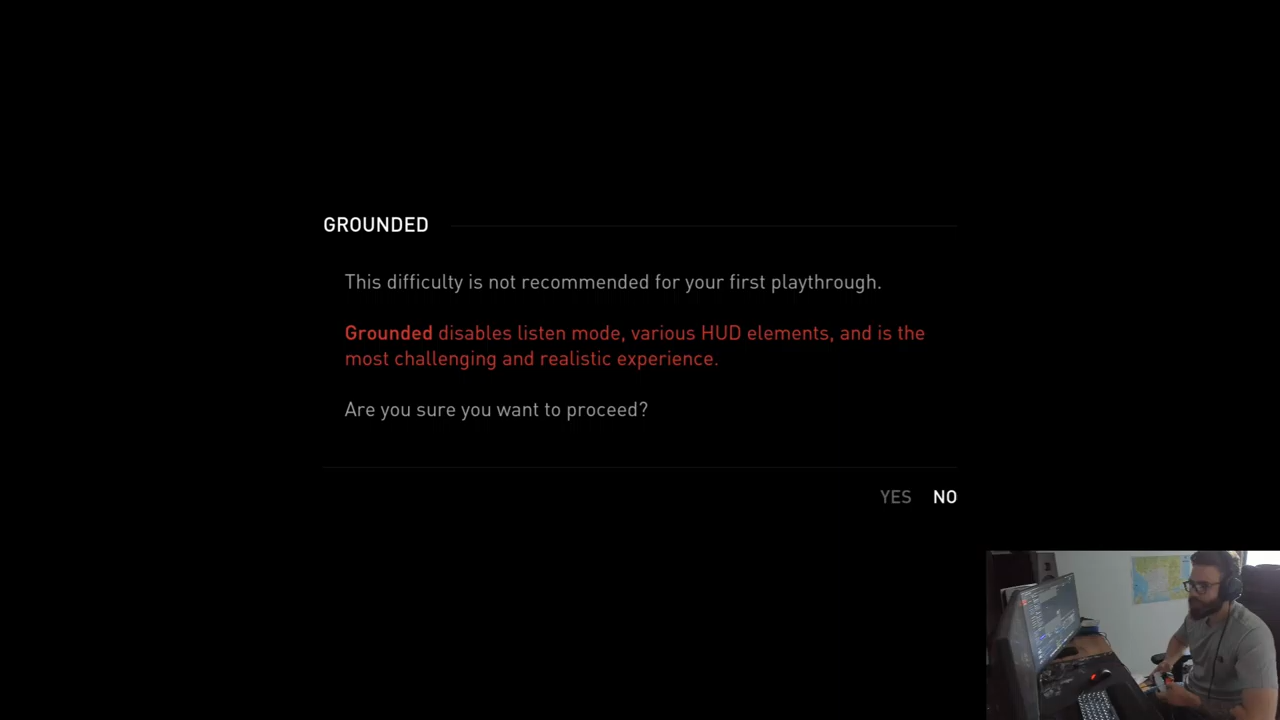 GROUNDED
This difficulty is not recommended for your first playthrough.
Grounded disables listen mode, various HUD elements, and is the
most challenging and realistic experience.
Are you sure you want to proceed?
YES NO